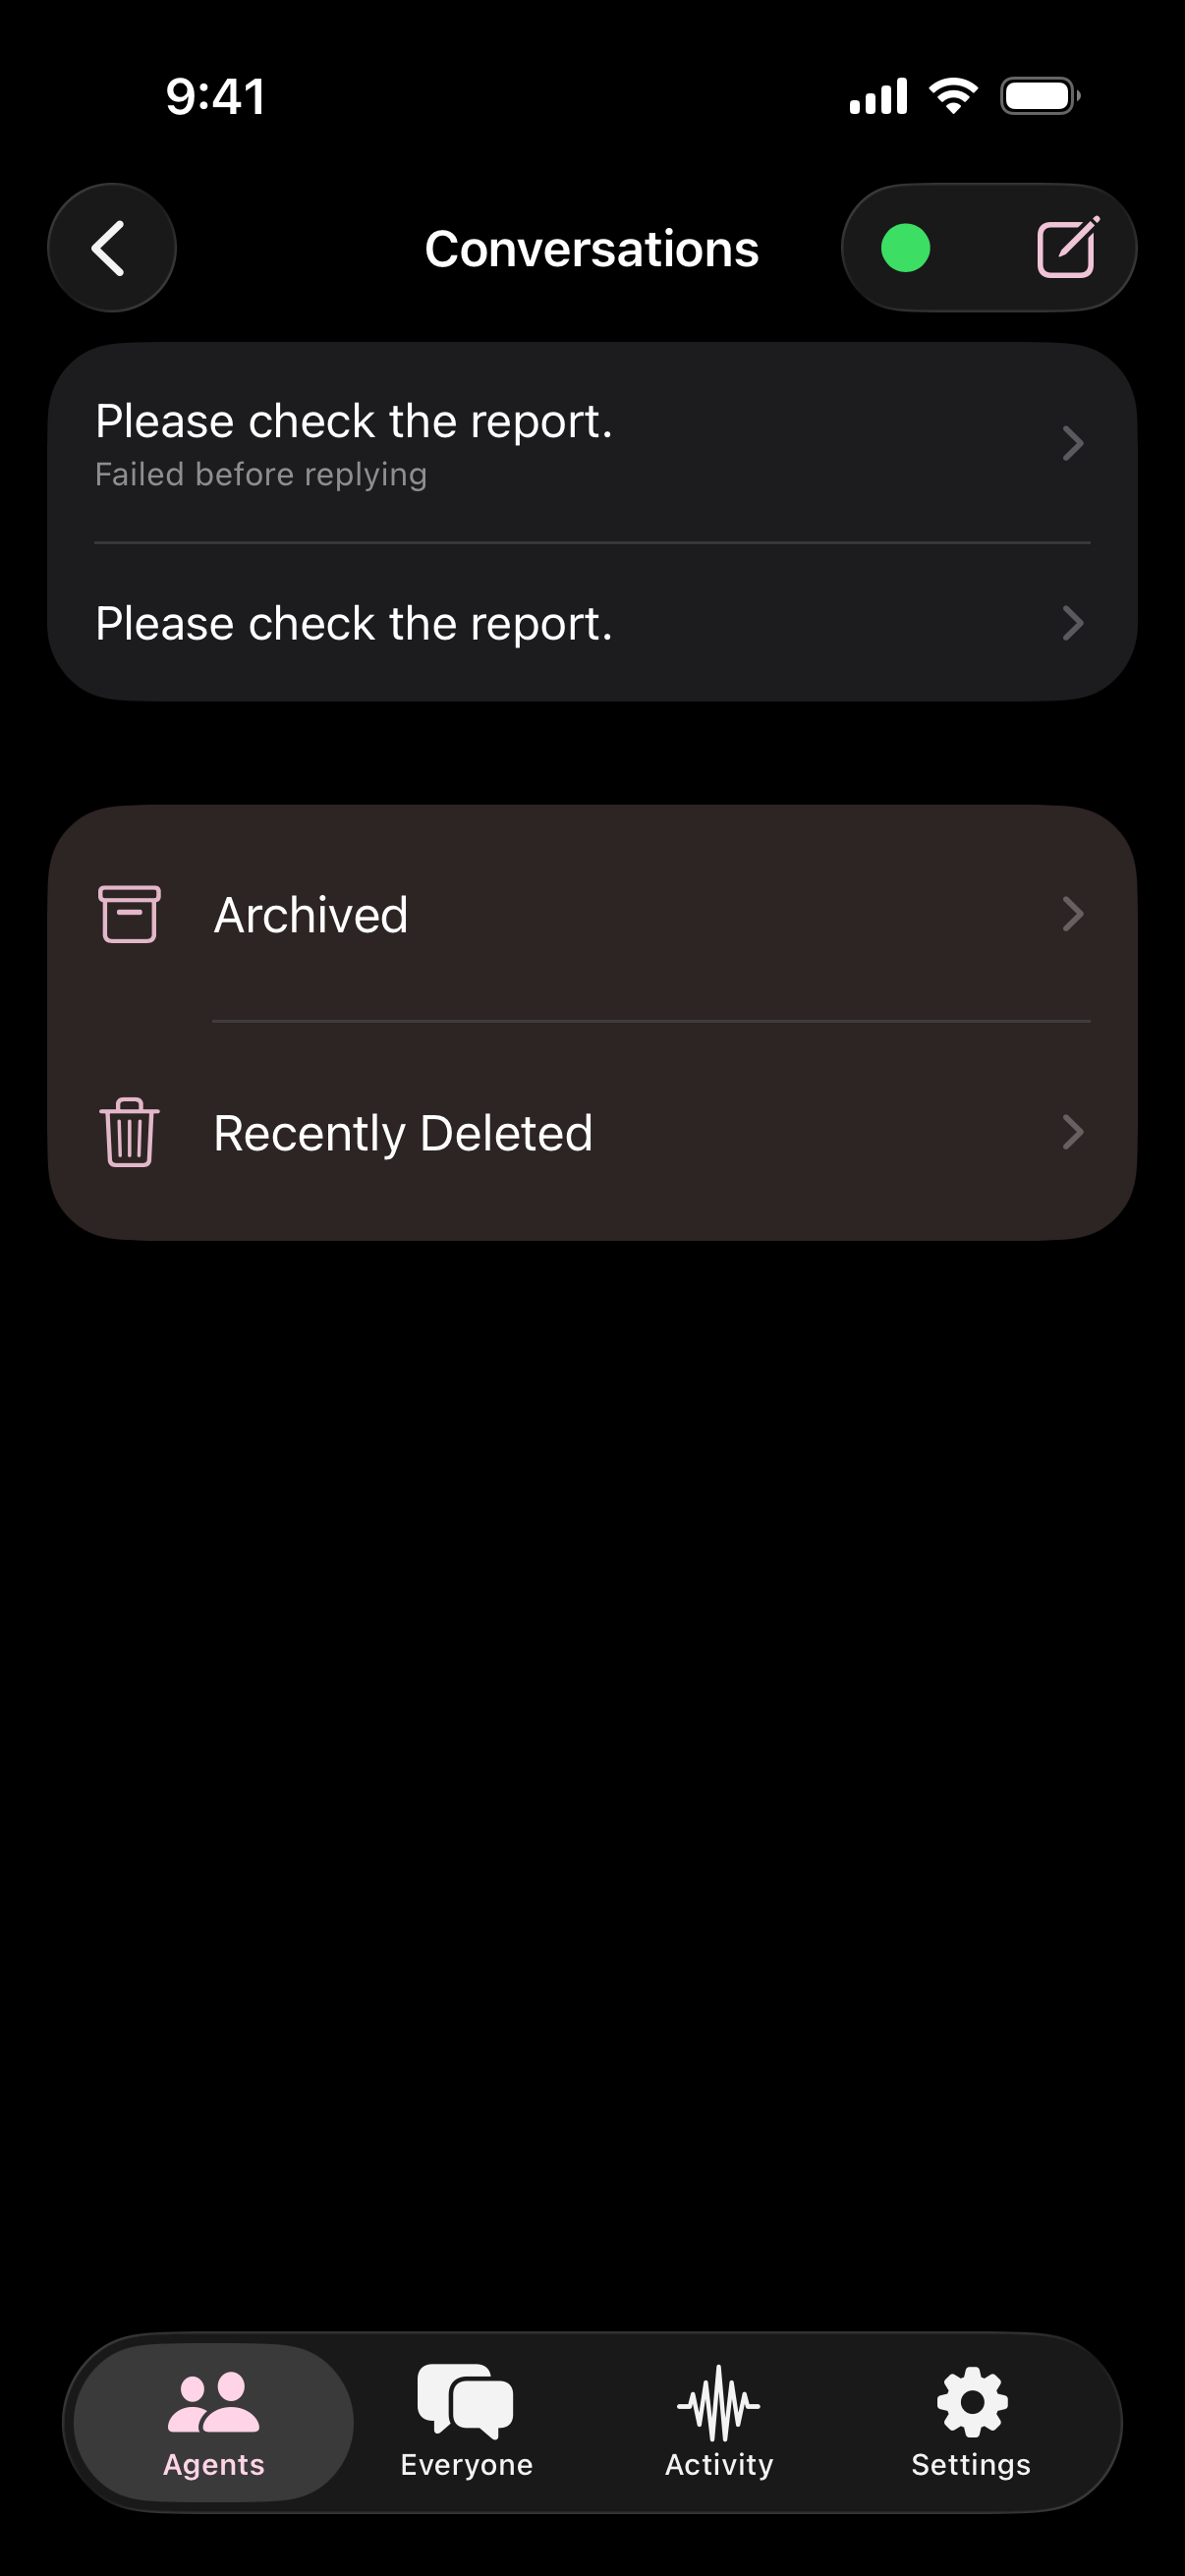 9:41
Conversations
Please check the report.
Failed before replying
Please check the report.
Archived
Recently Deleted
Agents
Everyone
Activity
Settings